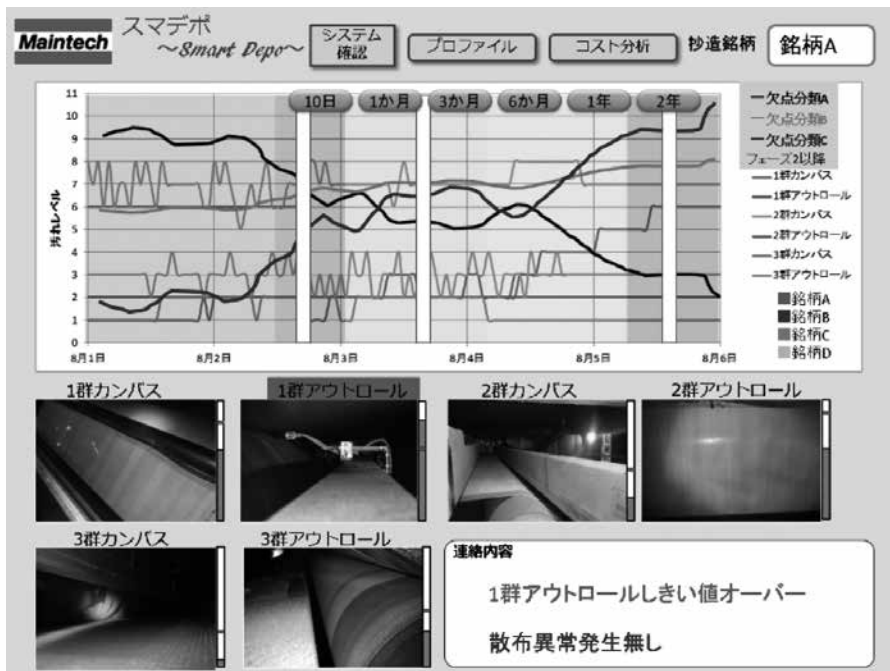 Maintech
スマデポ
〜Smart Depo〜
システム
確認
プロファイル
コスト分析
抄造銘柄
銘柄A
10日
1か月
3か月
6か月
1年
2年
汚れレベル
11
10
9
8
7
6
5
4
3
2
1
0
8月1日
8月2日
8月3日
8月4日
8月5日
8月6日
欠点分類A
欠点分類B
欠点分類C
フェーズ2以降
1群カンバス
1群アウトロール
2群カンバス
2群アウトロール
3群カンバス
3群アウトロール
銘柄A
銘柄B
銘柄C
銘柄D
1群カンバス
1群アウトロール
2群カンバス
2群アウトロール
3群カンバス
3群アウトロール
連絡内容
1群アウトロールしきい値オーバー
散布異常発生無し